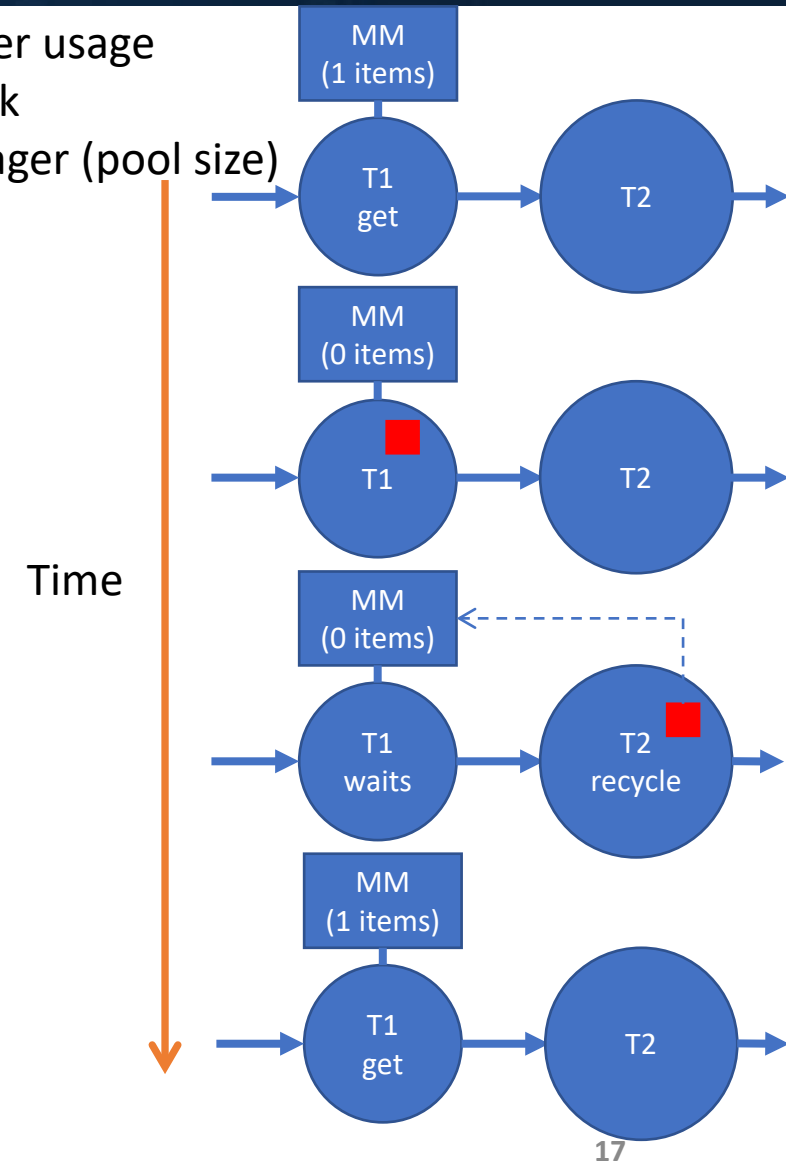 er usage
k
ger (pool size)
MM
(1 items)
T1
get
T2
MM
(0 items)
T1
T2
Time
MM
(0 items)
T1
waits
T2
recycle
MM
(1 items)
T1
get
T2
17